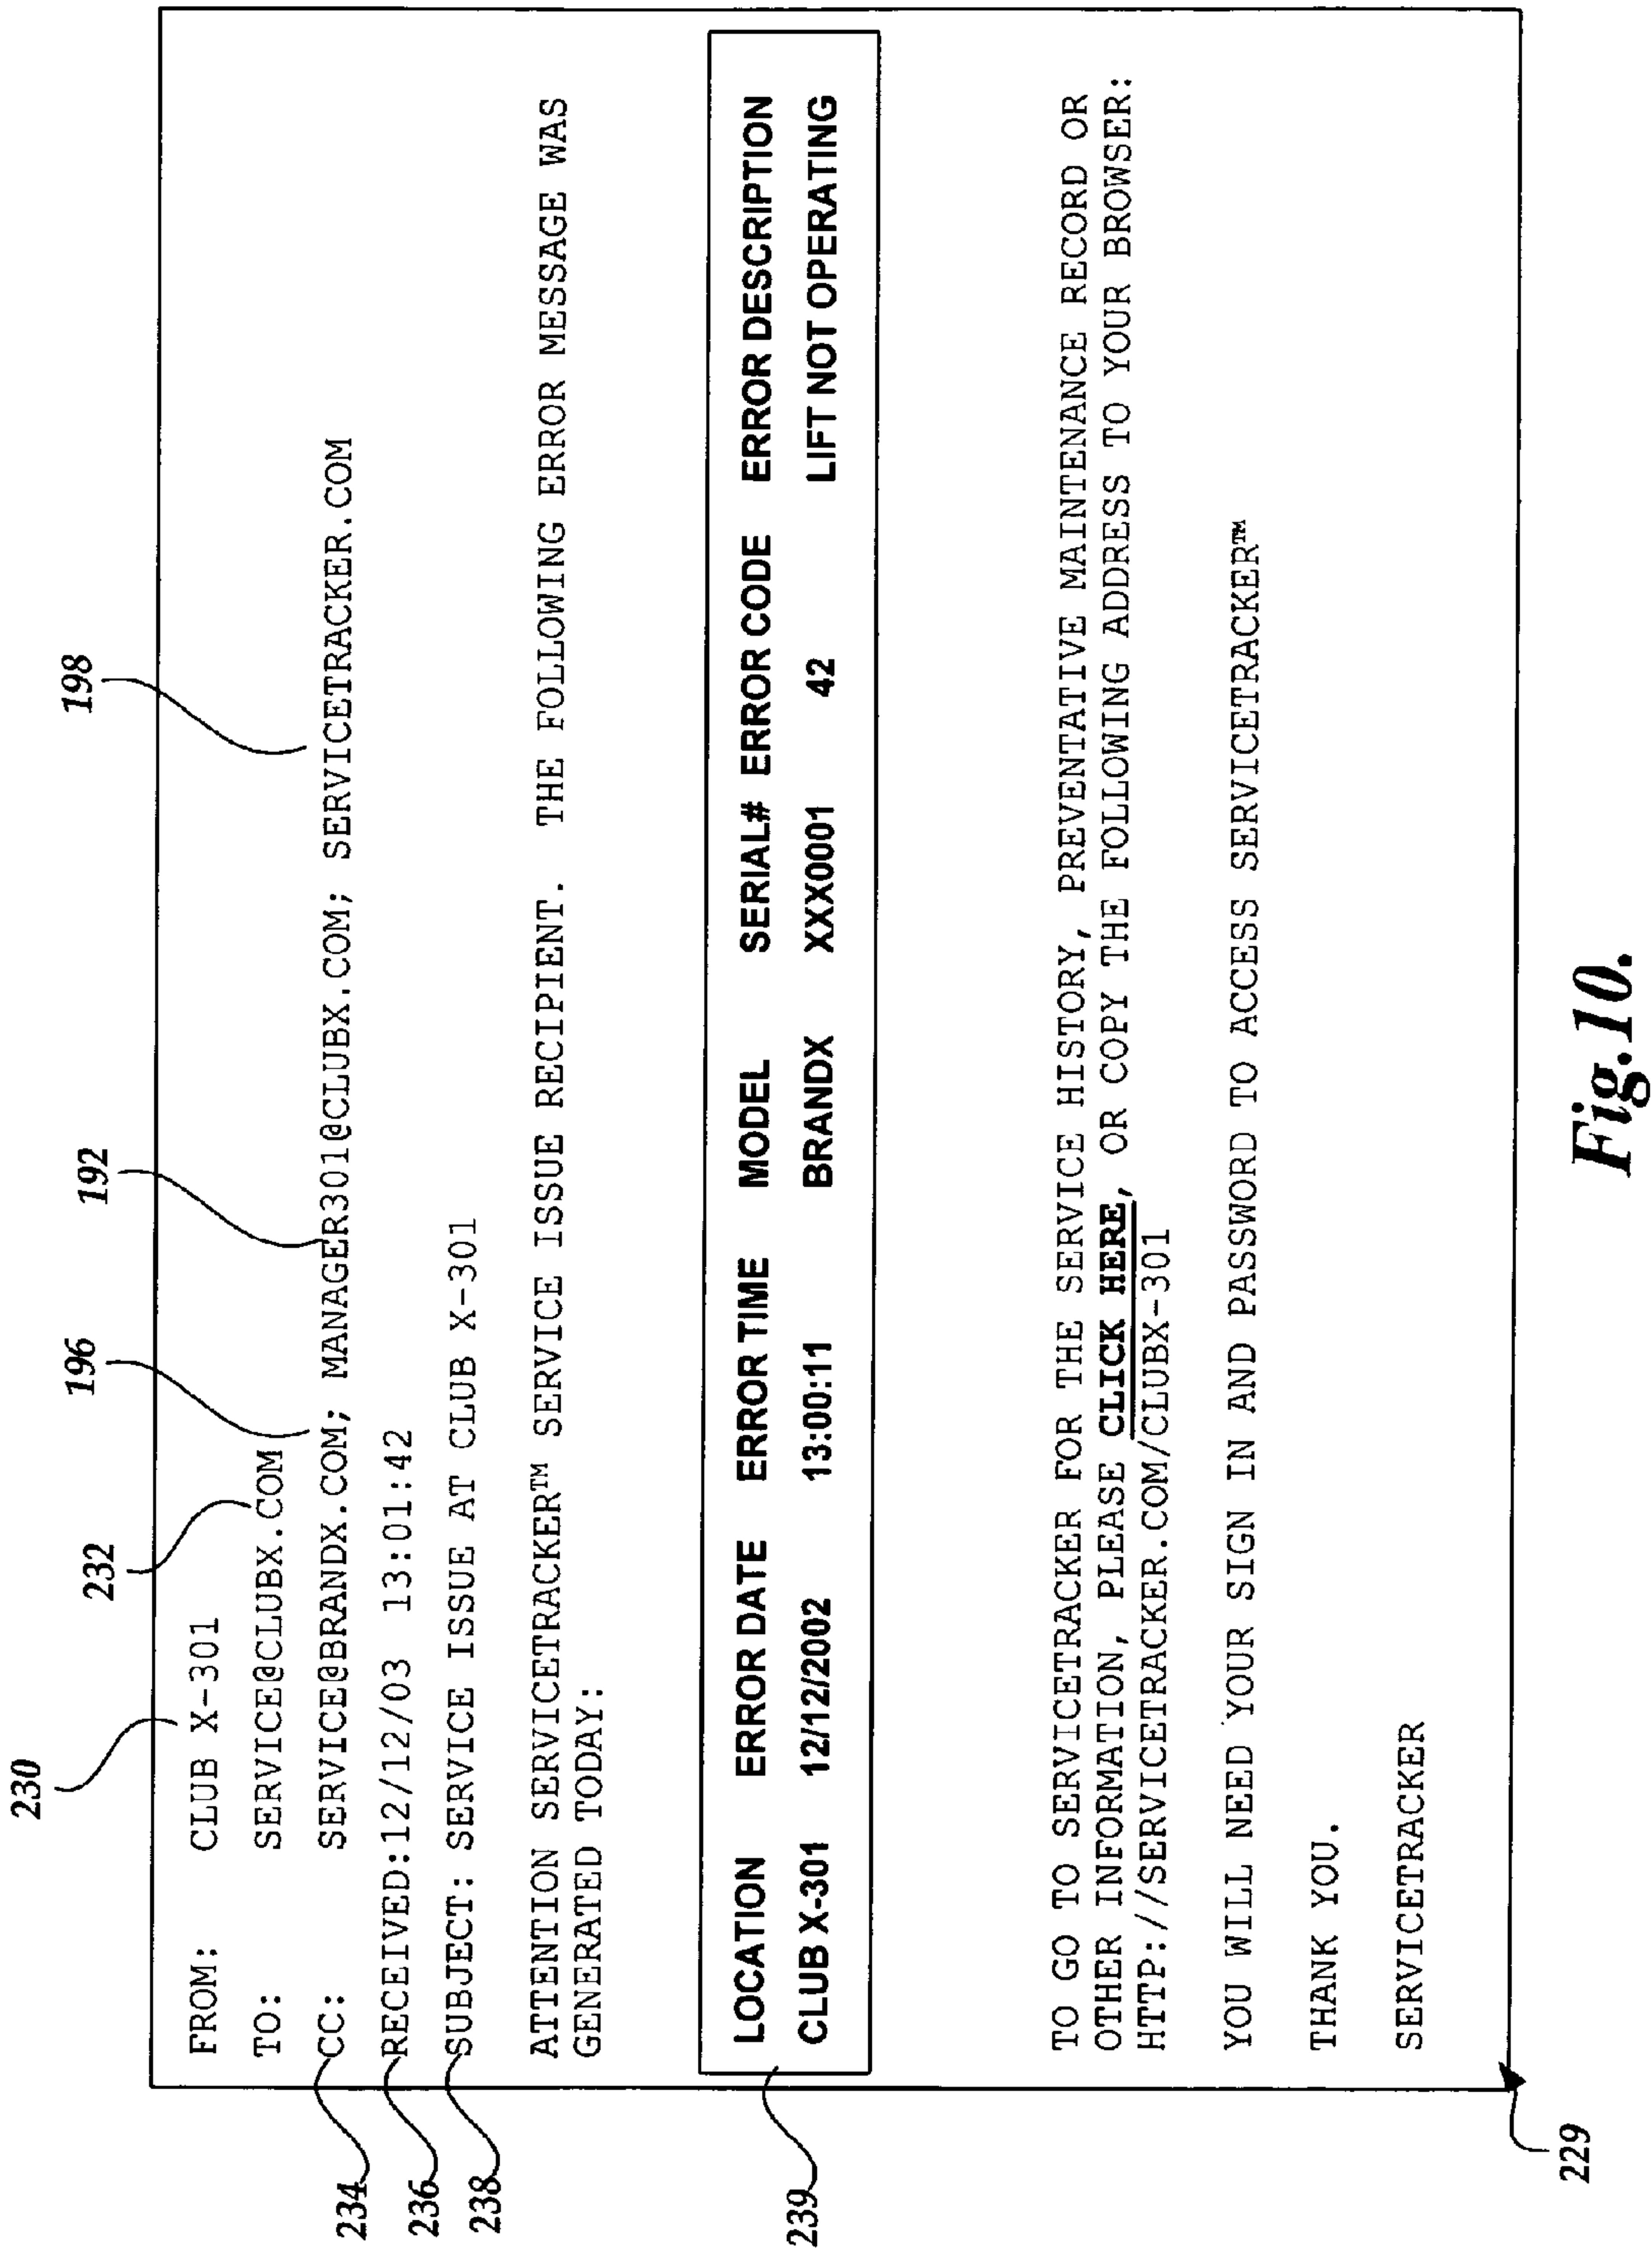 230
232
196
192
198
FROM: CLUB X-301
TO: SERVICE@CLUBX.COM
234 CC: SERVICE@BRANDX.COM; MANAGER301@CLUBX.COM; SERVICETRACKER.COM
236 RECEIVED:12/12/03 13:01:42
238 SUBJECT: SERVICE ISSUE AT CLUB X-301
ATTENTION SERVICETRACKER™ SERVICE ISSUE RECIPIENT. THE FOLLOWING ERROR MESSAGE WAS
GENERATED TODAY:
LOCATION ERROR DATE ERROR TIME MODEL SERIAL# ERROR CODE ERROR DESCRIPTION
CLUB X-301 12/12/2002 13:00:11 BRANDX XXX0001 42 LIFT NOT OPERATING
239
TO GO TO SERVICETRACKER FOR THE SERVICE HISTORY, PREVENTATIVE MAINTENANCE RECORD OR
OTHER INFORMATION, PLEASE CLICK HERE, OR COPY THE FOLLOWING ADDRESS TO YOUR BROWSER:
HTTP://SERVICETRACKER.COM/CLUBX-301
YOU WILL NEED YOUR SIGN IN AND PASSWORD TO ACCESS SERVICETRACKER™
THANK YOU.
SERVICETRACKER
229
Fig.10.